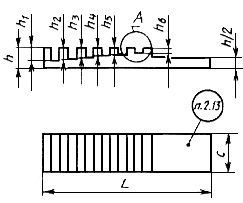 h₁ h₂ h₃ h₄ h₅ А h₆
h h/2
п.2.13
c
L